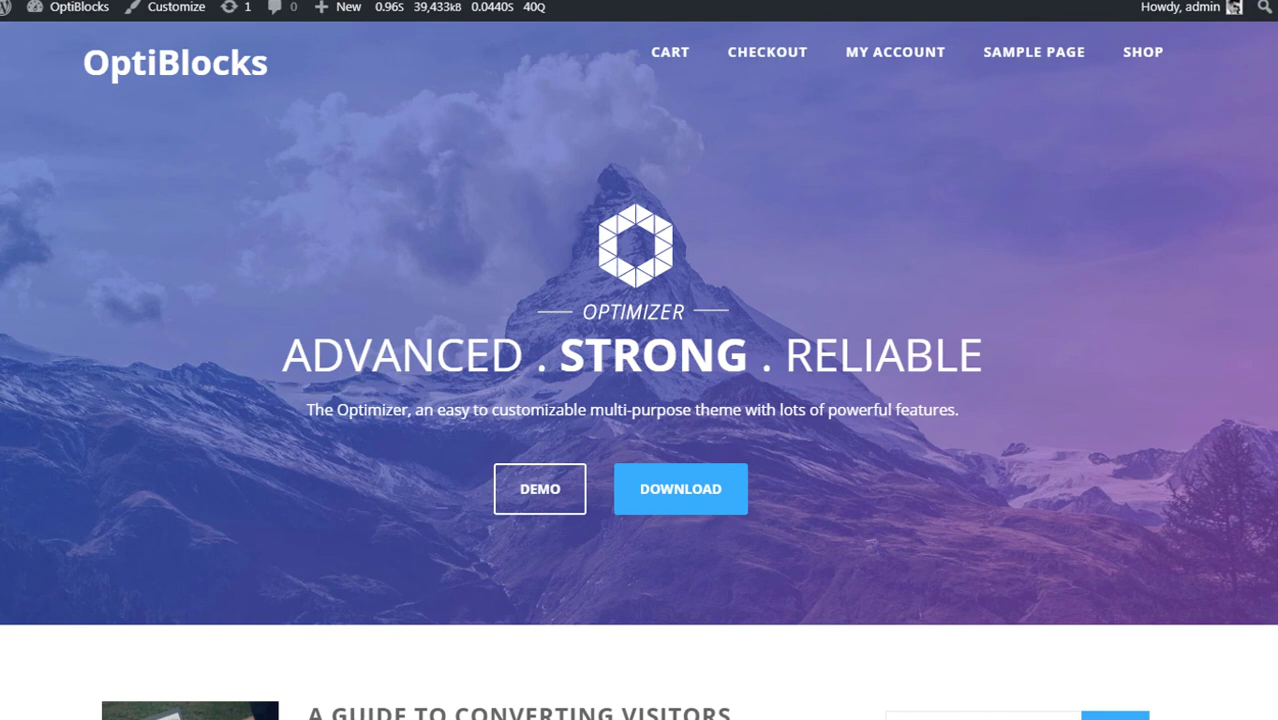 OptiBlocks Customize 1 0 New 0.96S 39,433KB 0.0440S 40Q Howdy, admin
OptiBlocks CART CHECKOUT MY ACCOUNT SAMPLE PAGE SHOP
OPTIMIZER
ADVANCED . STRONG . RELIABLE
The Optimizer, an easy to customizable multi-purpose theme with lots of powerful features.
DEMO DOWNLOAD
A GUIDE TO CONVERTING VISITORS